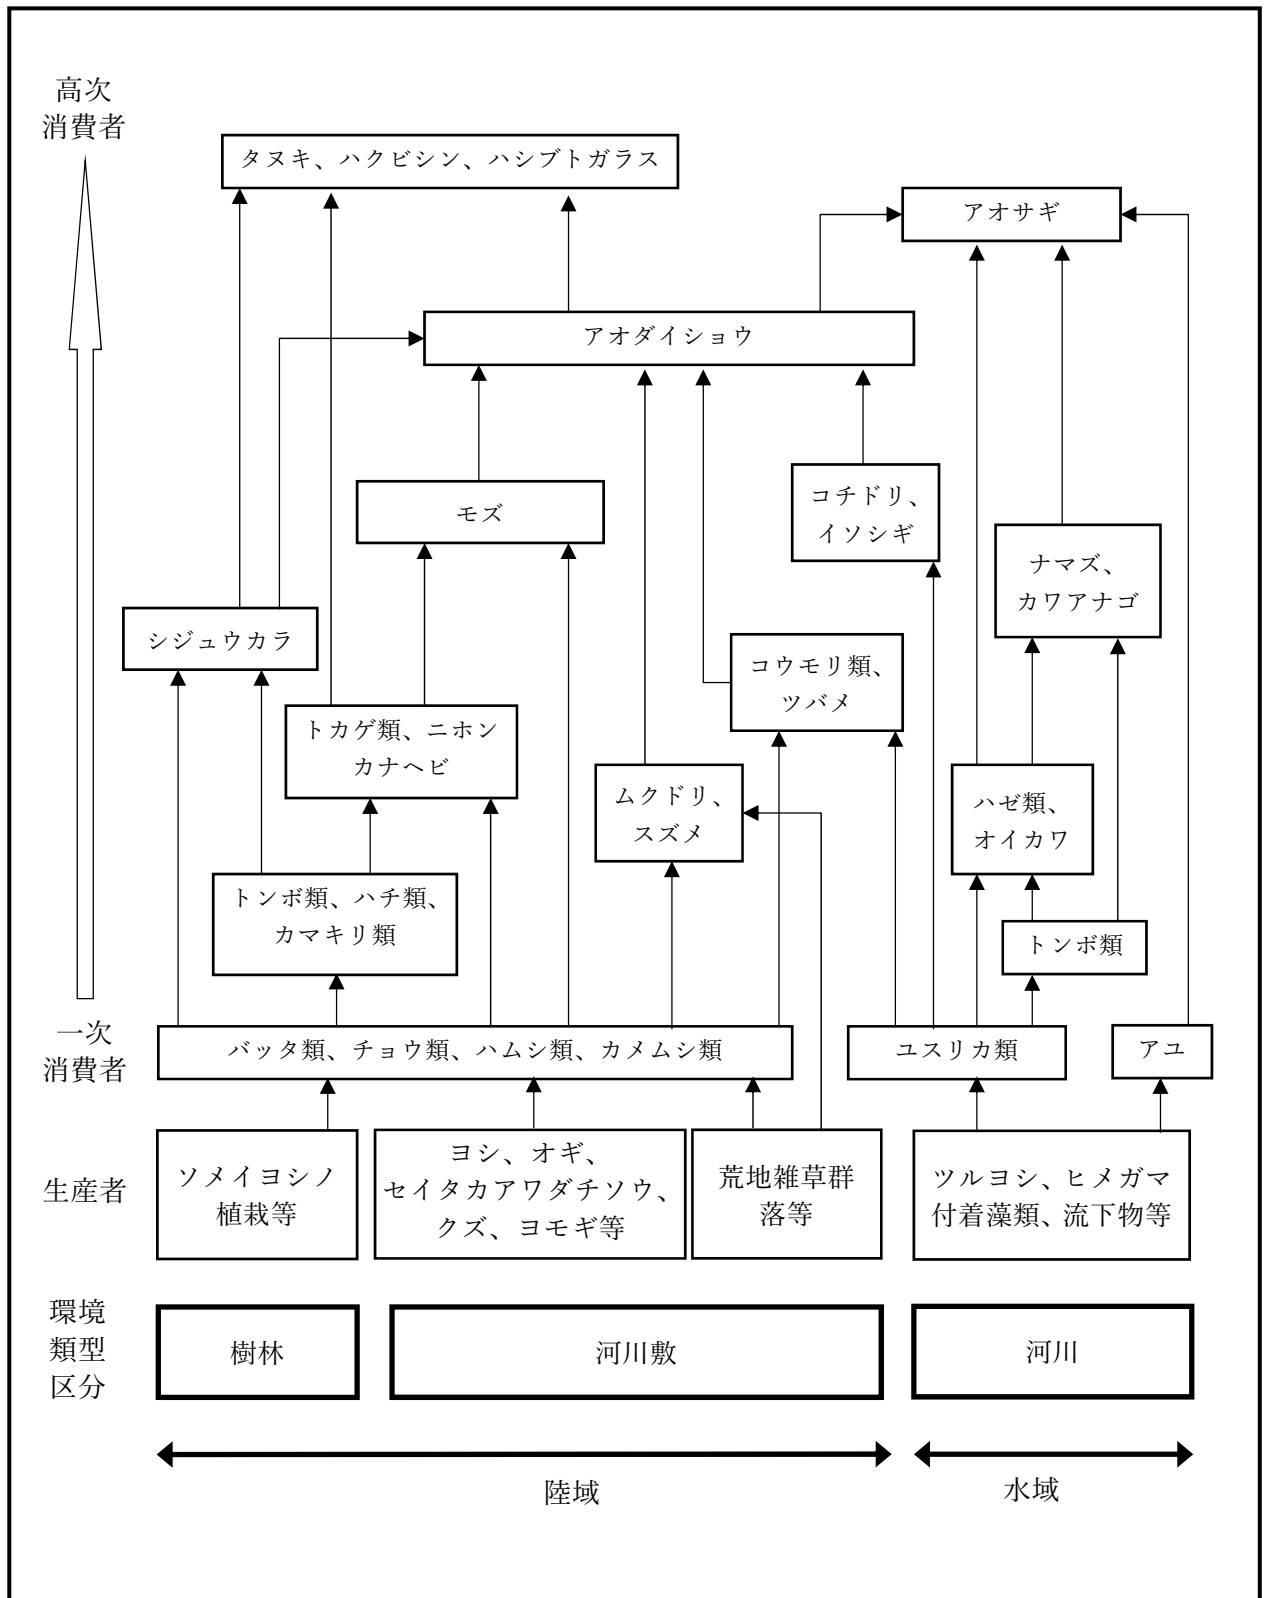 高次
消費者
タヌキ、ハクビシン、ハシブトガラス
アオサギ
アオダイショウ
モズ
コチドリ、
イソシギ
ナマズ、
カワアナゴ
シジュウカラ
コウモリ類、
ツバメ
トカゲ類、ニホン
カナヘビ
ムクドリ、
スズメ
ハゼ類、
オイカワ
トンボ類、ハチ類、
カマキリ類
トンボ類
一次
消費者
バッタ類、チョウ類、ハムシ類、カメムシ類
ユスリカ類
アユ
生産者
ソメイヨシノ
植栽等
ヨシ、オギ、
セイタカアワダチソウ、
クズ、ヨモギ等
荒地雑草群
落等
ツルヨシ、ヒメガマ
付着藻類、流下物等
環境
類型
区分
樹林
河川敷
河川
陸域
水域